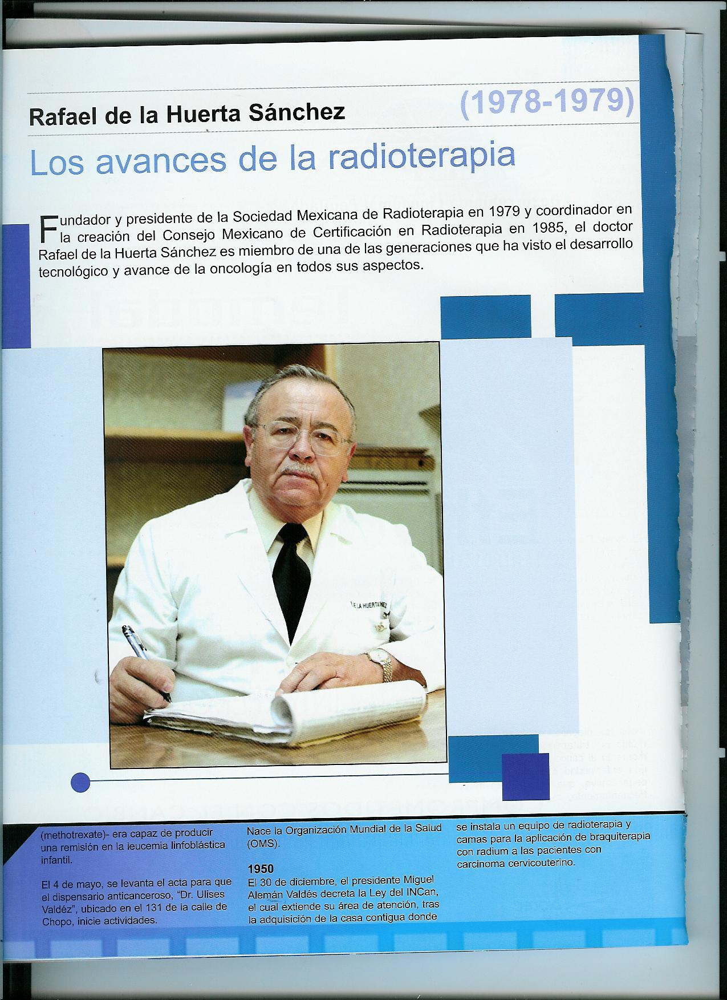 (1978-1979)
Rafael de la Huerta Sánchez
Los avances de la radioterapia
Fundador y presidente de la Sociedad Mexicana de Radioterapia en 1979 y coordinador en
la creación del Consejo Mexicano de Certificación en Radioterapia en 1985, el doctor
Rafael de la Huerta Sánchez es miembro de una de las generaciones que ha visto el desarrollo
tecnológico y avance de la oncología en todos sus aspectos.
DE LA HUERTA
(methotrexate)- era capaz de producir
una remisión en la leucemia linfoblástica
infantil.
El 4 de mayo, se levanta el acta para que
el dispensario anticanceroso, “Dr. Ulises
Valdéz”, ubicado en el 131 de la calle de
Chopo, inicie actividades.
Nace la Organización Mundial de la Salud
(OMS).
1950
El 30 de diciembre, el presidente Miguel
Alemán Valdés decreta la Ley del INCan,
el cual extiende su área de atención, tras
la adquisición de la casa contigua donde
se instala un equipo de radioterapia y
camas para la aplicación de braquiterapia
con radium a las pacientes con
carcinoma cervicouterino.